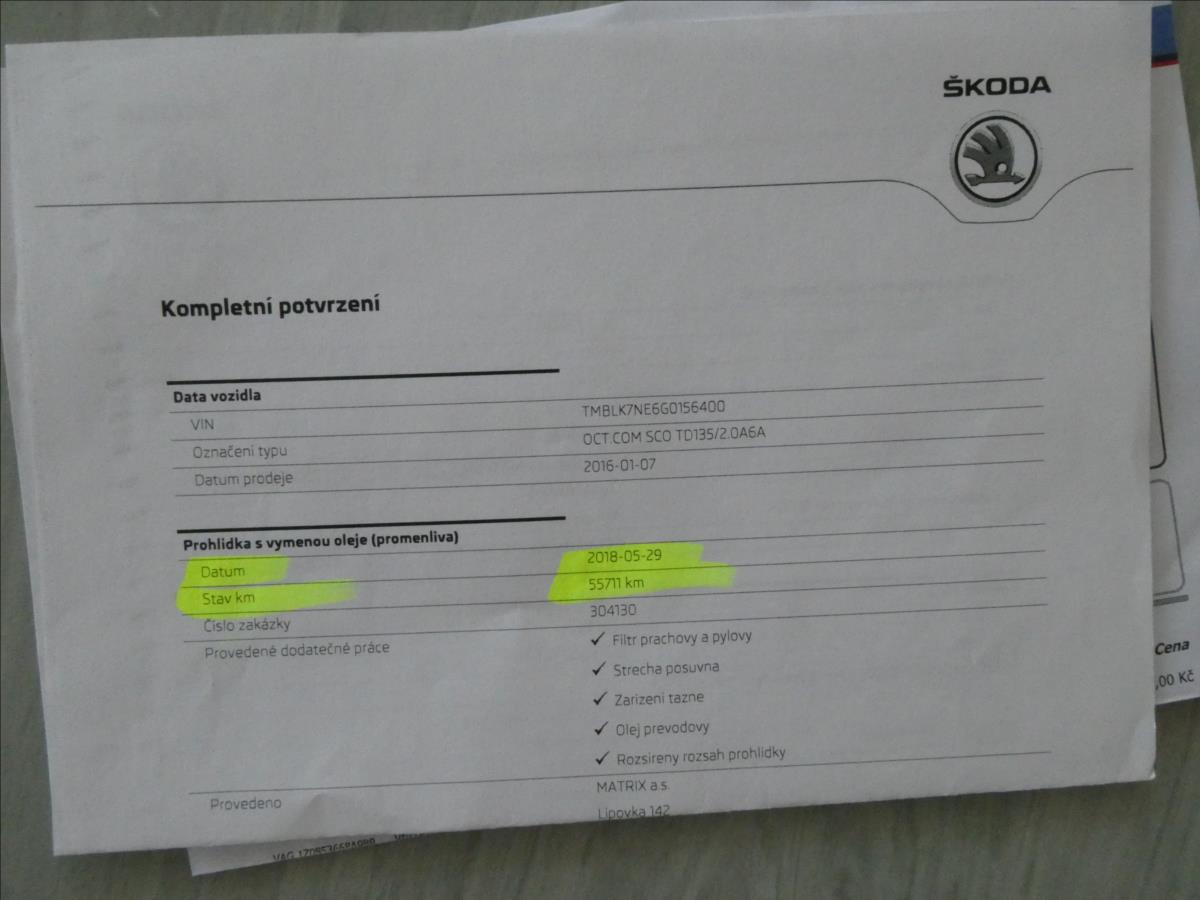 ŠKODA
Kompletní potvrzení
Data vozidla
VIN TMBLK7NE6G0156400
Označení typu OCT.COM SCO TD135/2.0A6A
Datum prodeje 2016-01-07
Prohlidka s vymenou oleje (promenliva)
Datum 2018-05-29
Stav km 55711 km
Číslo zakázky 304130
Provedené dodatečné práce ✓ Filtr prachovy a pylovy
✓ Strecha posuvna
✓ Zarizeni tazne
✓ Olej prevodovy
✓ Rozsireny rozsah prohlidky
Provedeno MATRIX a.s.
Lipovka 142
Cena
,00 Kč